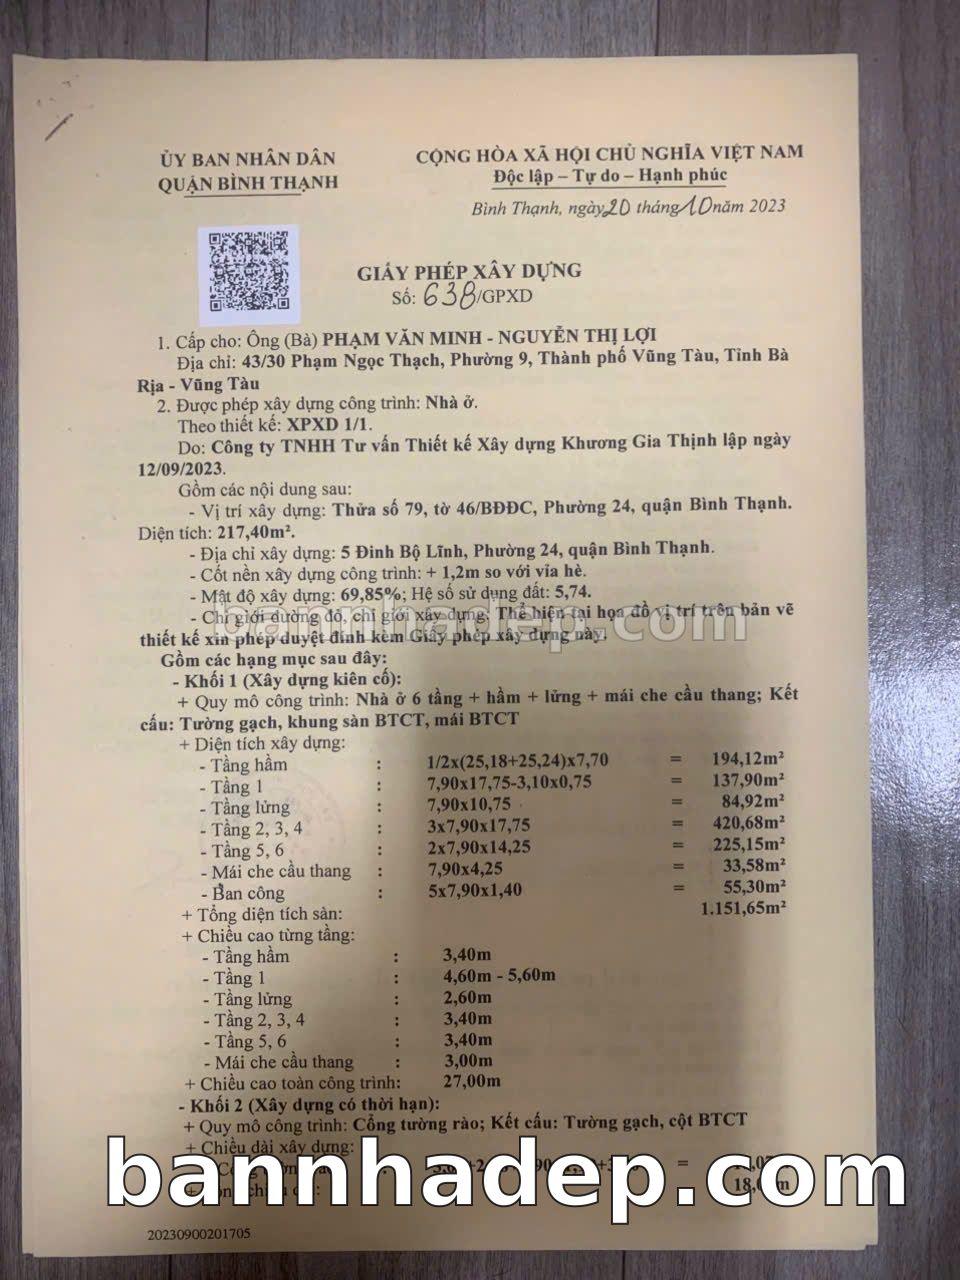 ỦY BAN NHÂN DÂN
QUẬN BÌNH THẠNH
CỘNG HÒA XÃ HỘI CHỦ NGHĨA VIỆT NAM
Độc lập – Tự do – Hạnh phúc
Bình Thạnh, ngày 20 tháng 10 năm 2023
GIẤY PHÉP XÂY DỰNG
Số: 638/GPXD
1. Cấp cho: Ông (Bà) PHẠM VĂN MINH - NGUYỄN THỊ LỢI
Địa chỉ: 43/30 Phạm Ngọc Thạch, Phường 9, Thành phố Vũng Tàu, Tỉnh Bà
Rịa - Vũng Tàu
2. Được phép xây dựng công trình: Nhà ở.
Theo thiết kế: XPXD 1/1.
Do: Công ty TNHH Tư vấn Thiết kế Xây dựng Khương Gia Thịnh lập ngày
12/09/2023.
Gồm các nội dung sau:
- Vị trí xây dựng: Thửa số 79, tờ 46/BĐĐC, Phường 24, quận Bình Thạnh.
Diện tích: 217,40m².
- Địa chỉ xây dựng: 5 Đinh Bộ Lĩnh, Phường 24, quận Bình Thạnh.
- Cốt nền xây dựng công trình: + 1,2m so với vỉa hè.
- Mật độ xây dựng: 69,85%; Hệ số sử dụng đất: 5,74.
- Chỉ giới đường đỏ, chỉ giới xây dựng: Thể hiện tại họa đồ vị trí trên bản vẽ
bannhadep.com
thiết kế xin phép duyệt đính kèm Giấy phép xây dựng này.
Gồm các hạng mục sau đây:
- Khối 1 (Xây dựng kiên cố):
+ Quy mô công trình: Nhà ở 6 tầng + hầm + lửng + mái che cầu thang; Kết
cấu: Tường gạch, khung sàn BTCT, mái BTCT
+ Diện tích xây dựng:
- Tầng hầm : 1/2x(25,18+25,24)x7,70 = 194,12m²
- Tầng 1 : 7,90x17,75-3,10x0,75 = 137,90m²
- Tầng lửng : 7,90x10,75 = 84,92m²
- Tầng 2, 3, 4 : 3x7,90x17,75 = 420,68m²
- Tầng 5, 6 : 2x7,90x14,25 = 225,15m²
- Mái che cầu thang : 7,90x4,25 = 33,58m²
- Ban công : 5x7,90x1,40 = 55,30m²
+ Tổng diện tích sàn: 1.151,65m²
+ Chiều cao từng tầng:
- Tầng hầm : 3,40m
- Tầng 1 : 4,60m - 5,60m
- Tầng lửng : 2,60m
- Tầng 2, 3, 4 : 3,40m
- Tầng 5, 6 : 3,40m
- Mái che cầu thang : 3,00m
+ Chiều cao toàn công trình: 27,00m
- Khối 2 (Xây dựng có thời hạn):
+ Quy mô công trình: Cổng tường rào; Kết cấu: Tường gạch, cột BTCT
+ Chiều dài xây dựng:
bannhadep.com
20230900201705